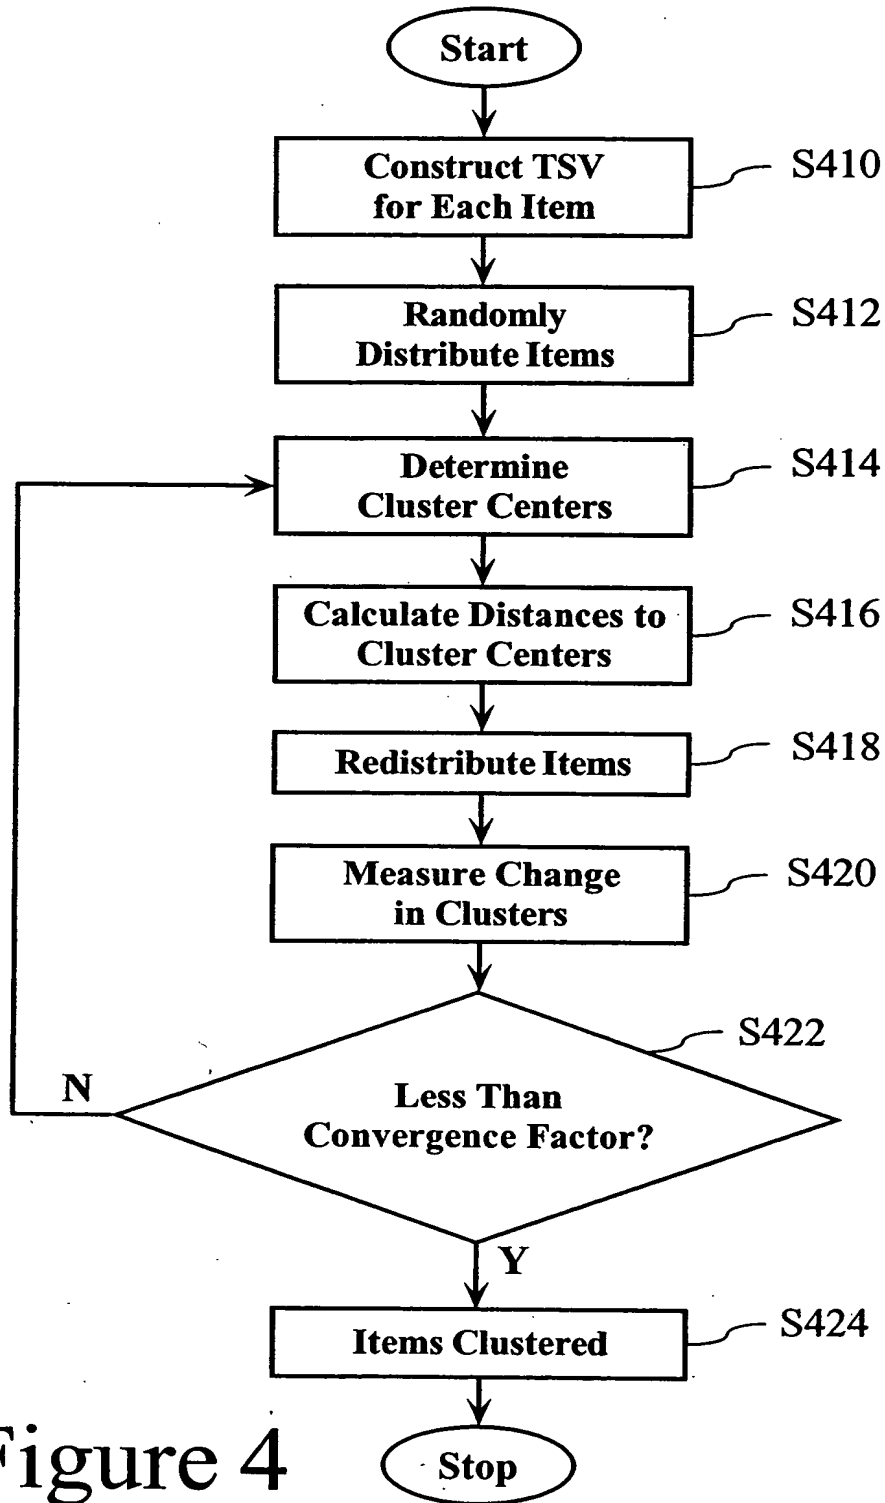 Start
Construct TSV
for Each Item
S410
Randomly
Distribute Items
S412
Determine
Cluster Centers
S414
Calculate Distances to
Cluster Centers
S416
Redistribute Items
S418
Measure Change
in Clusters
S420
Less Than
Convergence Factor?
S422
N
Y
Items Clustered
S424
Stop
Figure 4